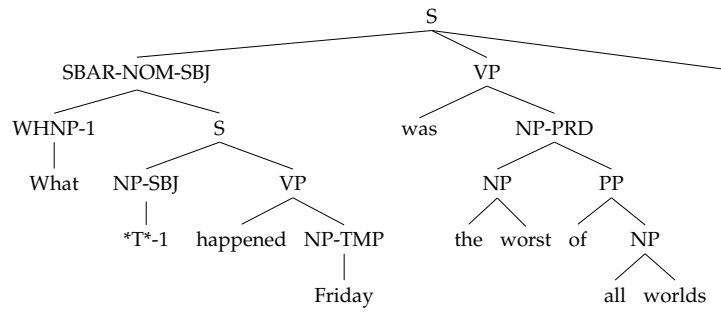 S
SBAR-NOM-SBJ VP
WHNP-1 S was NP-PRD
What NP-SBJ VP NP PP
*T*-1 happened NP-TMP the worst of NP
Friday all worlds